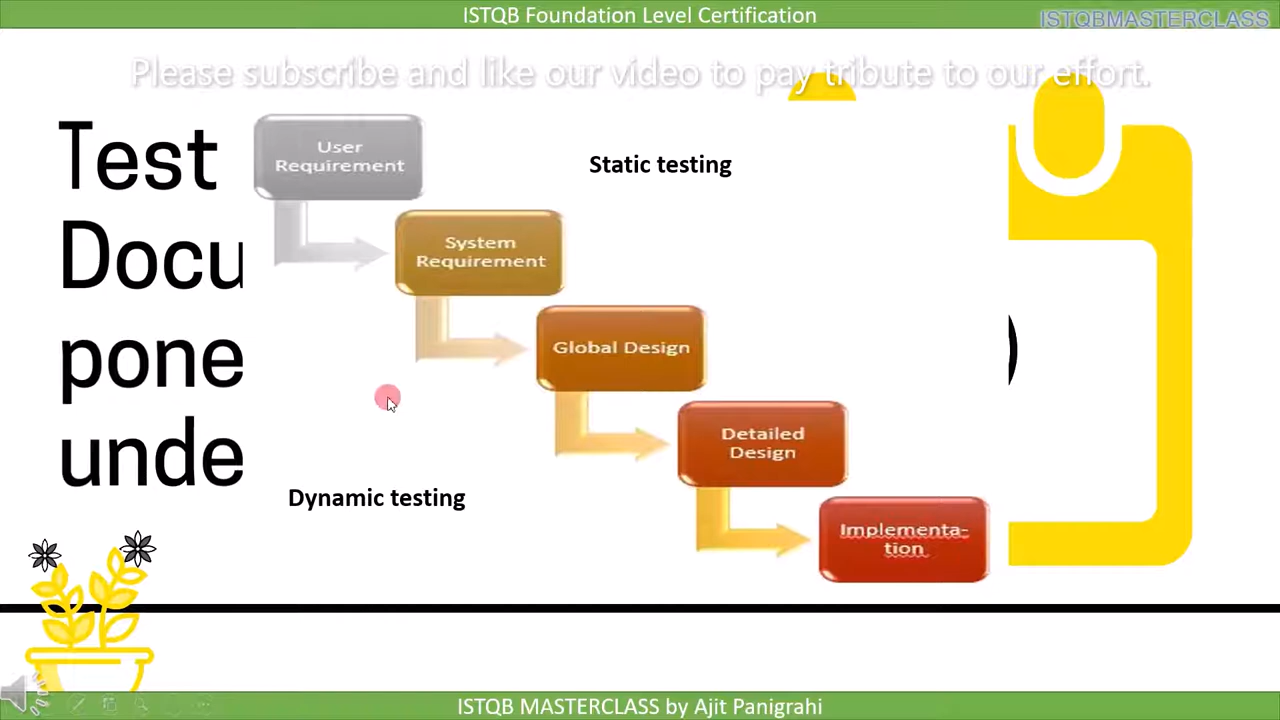 ISTQB Foundation Level Certification
ISTQBMASTERCLASS
Please subscribe and like our video to pay tribute to our effort.
Test
Docu
pone
unde
User
Requirement
Static testing
System
Requirement
Global Design
Detailed
Design
Dynamic testing
Implementa-
tion
ISTQB MASTERCLASS by Ajit Panigrahi